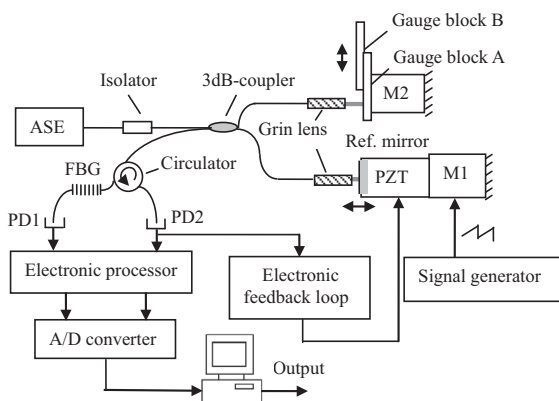 Gauge block B
Gauge block A
Isolator
3dB-coupler
M2
ASE
Grin lens
Ref. mirror
FBG
Circulator
PZT
M1
PD1
PD2
Electronic processor
Electronic
feedback loop
Signal generator
A/D converter
Output